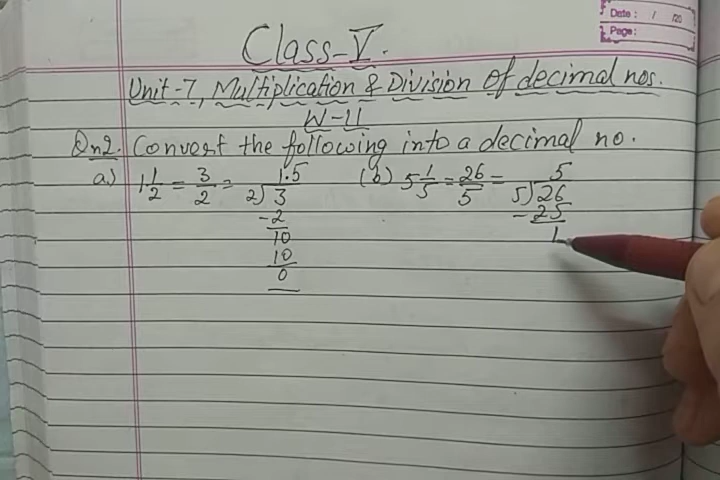 Date: / /20
Page:
Class-V.
Unit-7, Multiplication & Division of decimal nos.
W-11
Qn2. Convert the following into a decimal no.
a.) 1 1/2 = 3/2 = 2)3 1.5
-2
10
10
0
(b) 5 1/5 = 26/5 = 5)26 5
-25
1